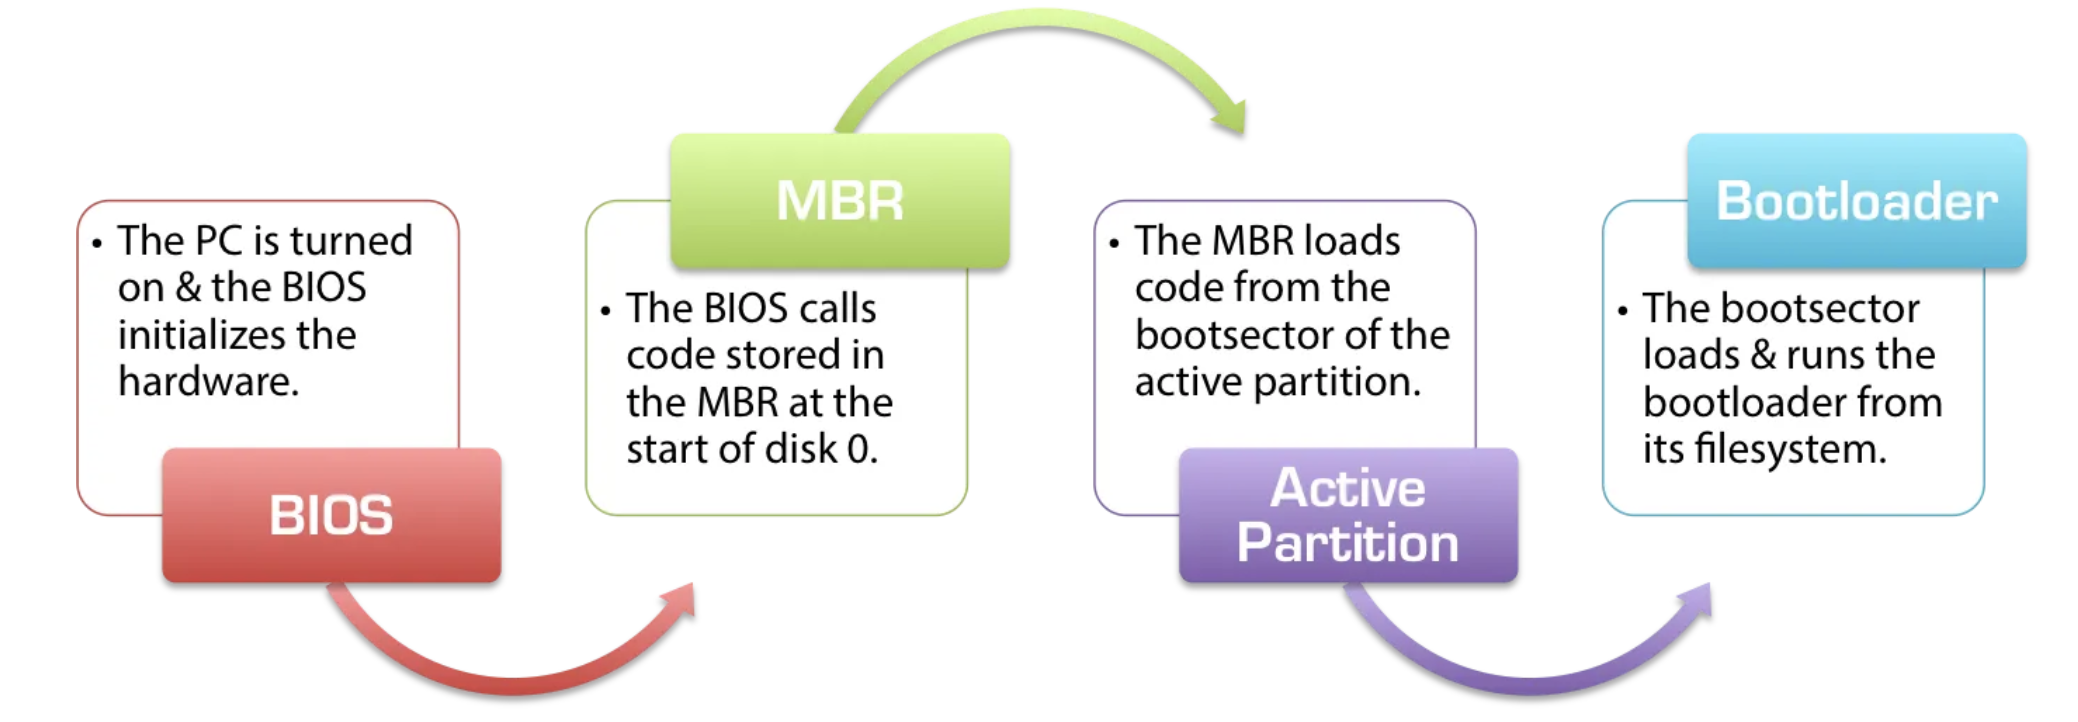 • The PC is turned
on & the BIOS
initializes the
hardware.
BIOS
MBR
• The BIOS calls
code stored in
the MBR at the
start of disk 0.
• The MBR loads
code from the
bootsector of the
active partition.
Active
Partition
Bootloader
• The bootsector
loads & runs the
bootloader from
its filesystem.